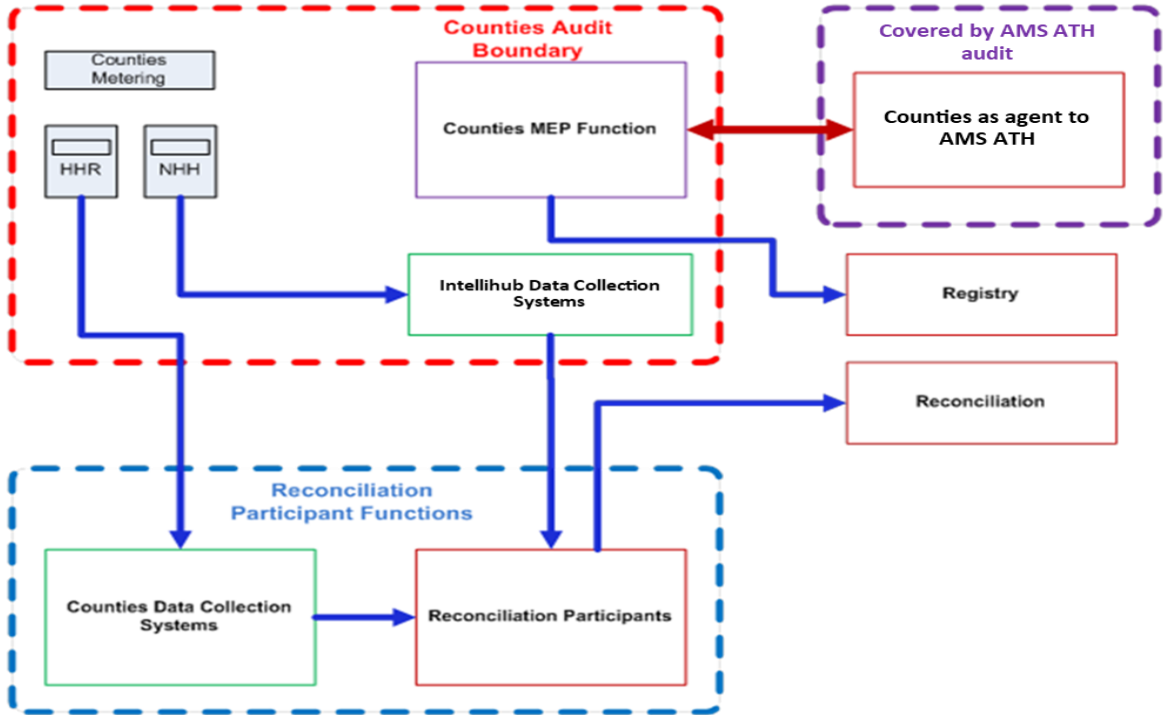 Counties Audit
Boundary
Covered by AMS ATH
audit
Counties
Metering
Counties MEP Function
Counties as agent to
AMS ATH
HHR
NHH
Intellihub Data Collection
Systems
Registry
Reconciliation
Reconciliation
Participant Functions
Counties Data Collection
Systems
Reconciliation Participants